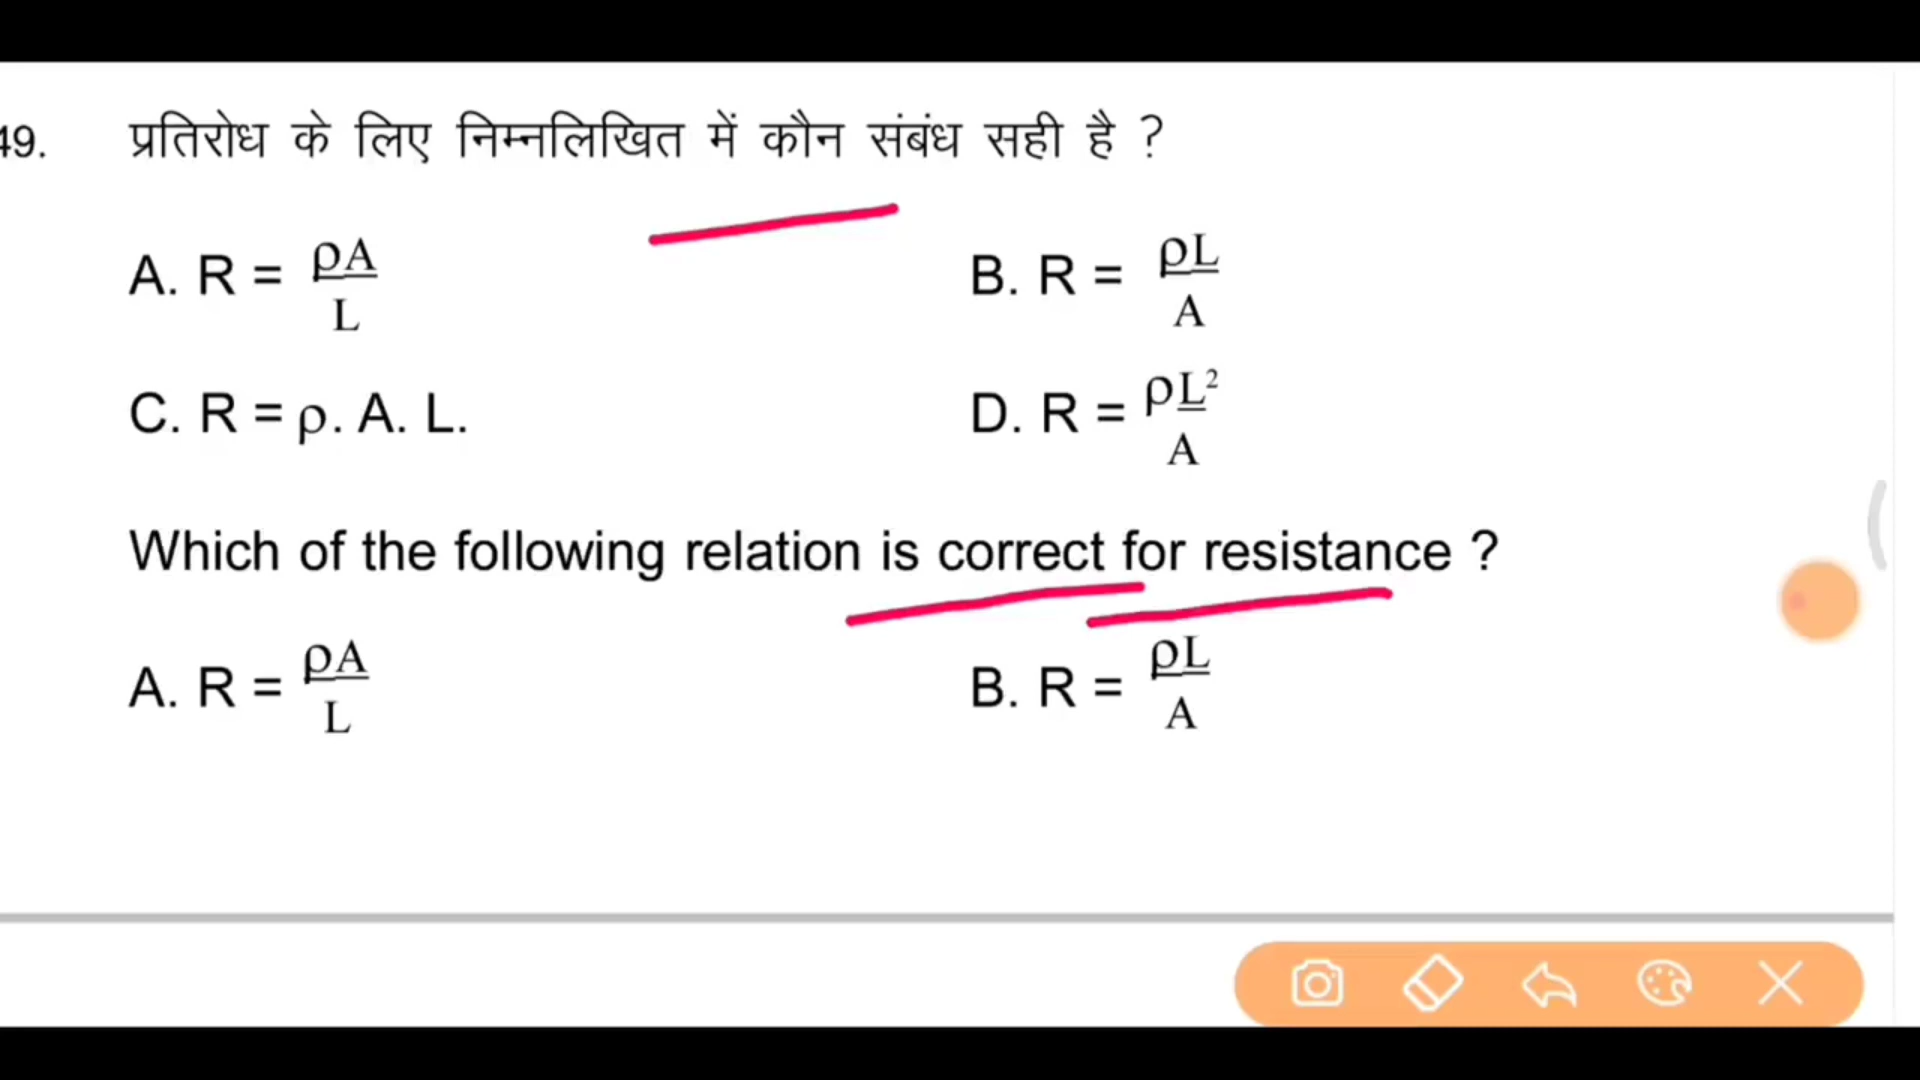 49. प्रतिरोध के लिए निम्नलिखित में कौन संबंध सही है ?
A. R = ρA/L B. R = ρL/A
C. R = ρ. A. L. D. R = ρL²/A
Which of the following relation is correct for resistance ?
A. R = ρA/L B. R = ρL/A